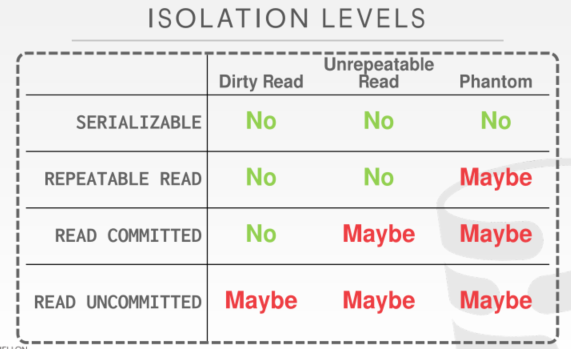 ISOLATION LEVELS
Dirty Read Unrepeatable Read Phantom
SERIALIZABLE No No No
REPEATABLE READ No No Maybe
READ COMMITTED No Maybe Maybe
READ UNCOMMITTED Maybe Maybe Maybe